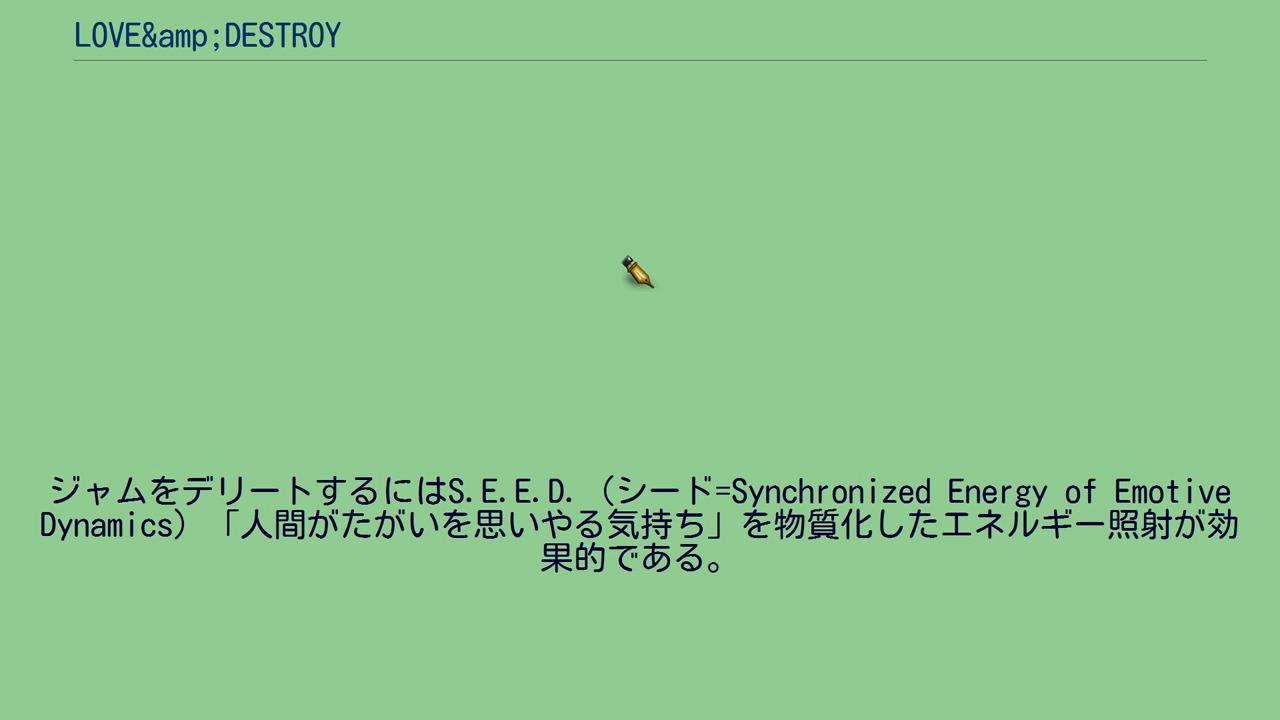 LOVE&amp;DESTROY
ジャムをデリートするにはS.E.E.D.（シード=Synchronized Energy of Emotive
Dynamics）「人間がたがいを思いやる気持ち」を物質化したエネルギー照射が効
果的である。